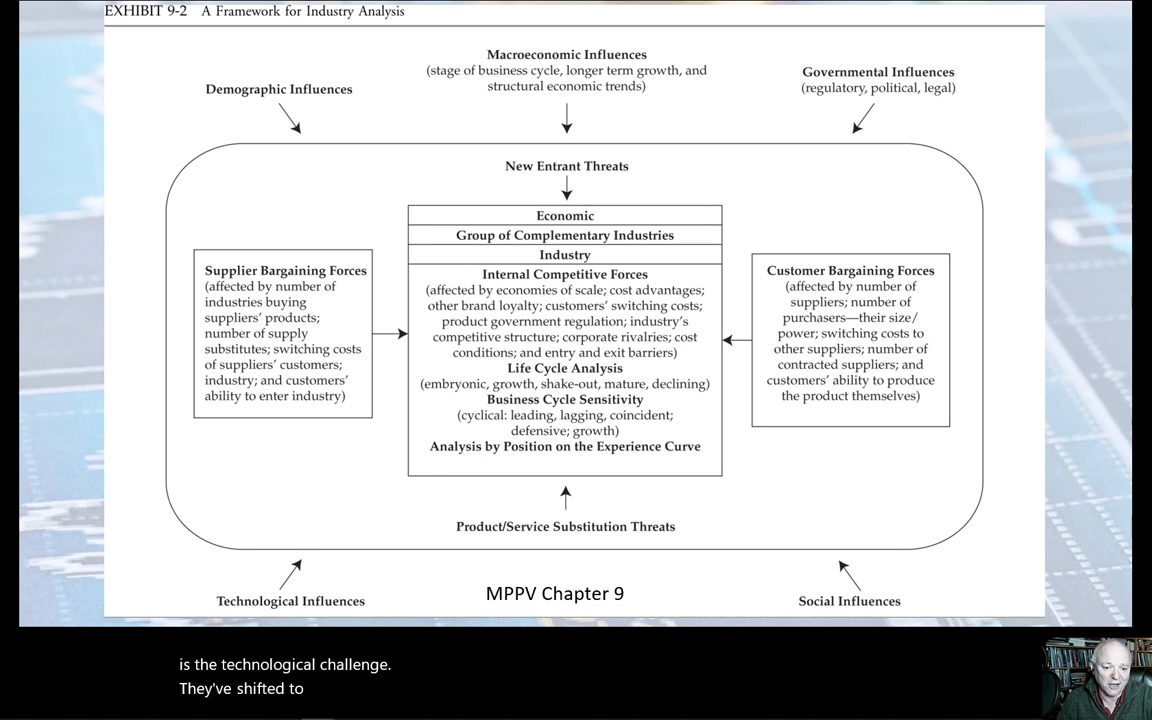 EXHIBIT 9-2 A Framework for Industry Analysis
Macroeconomic Influences
(stage of business cycle, longer term growth, and
structural economic trends)
Demographic Influences
Governmental Influences
(regulatory, political, legal)
New Entrant Threats
Economic
Group of Complementary Industries
Industry
Internal Competitive Forces
(affected by economies of scale; cost advantages;
other brand loyalty; customers' switching costs;
product government regulation; industry's
competitive structure; corporate rivalries; cost
conditions; and entry and exit barriers)
Life Cycle Analysis
(embryonic, growth, shake-out, mature, declining)
Business Cycle Sensitivity
(cyclical: leading, lagging, coincident;
defensive; growth)
Analysis by Position on the Experience Curve
Supplier Bargaining Forces
(affected by number of
industries buying
suppliers' products;
number of supply
substitutes; switching costs
of suppliers' customers;
industry; and customers'
ability to enter industry)
Customer Bargaining Forces
(affected by number of
suppliers; number of
purchasers—their size/
power; switching costs to
other suppliers; number of
contracted suppliers; and
customers' ability to produce
the product themselves)
Product/Service Substitution Threats
Technological Influences
MPPV Chapter 9
Social Influences
is the technological challenge.
They've shifted to